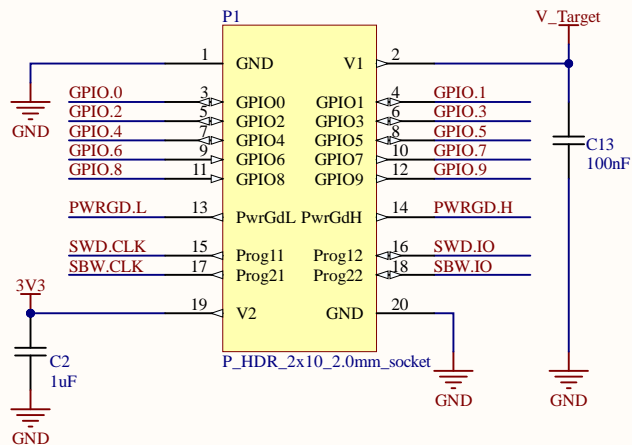 P1
V_Target
1 GND V1 2
GND
GPIO.0 3 GPIO0 GPIO1 4 GPIO.1
GPIO.2 5 GPIO2 GPIO3 6 GPIO.3
GPIO.4 7 GPIO4 GPIO5 8 GPIO.5
GPIO.6 9 GPIO6 GPIO7 10 GPIO.7
GPIO.8 11 GPIO8 GPIO9 12 GPIO.9
C13
100nF
PWRGD.L 13 PwrGdL PwrGdH 14 PWRGD.H
SWD.CLK 15 Prog11 Prog12 16 SWD.IO
SBW.CLK 17 Prog21 Prog22 18 SBW.IO
3V3
19 V2 GND 20
C2
1uF
P_HDR_2x10_2.0mm_socket
GND
GND
GND